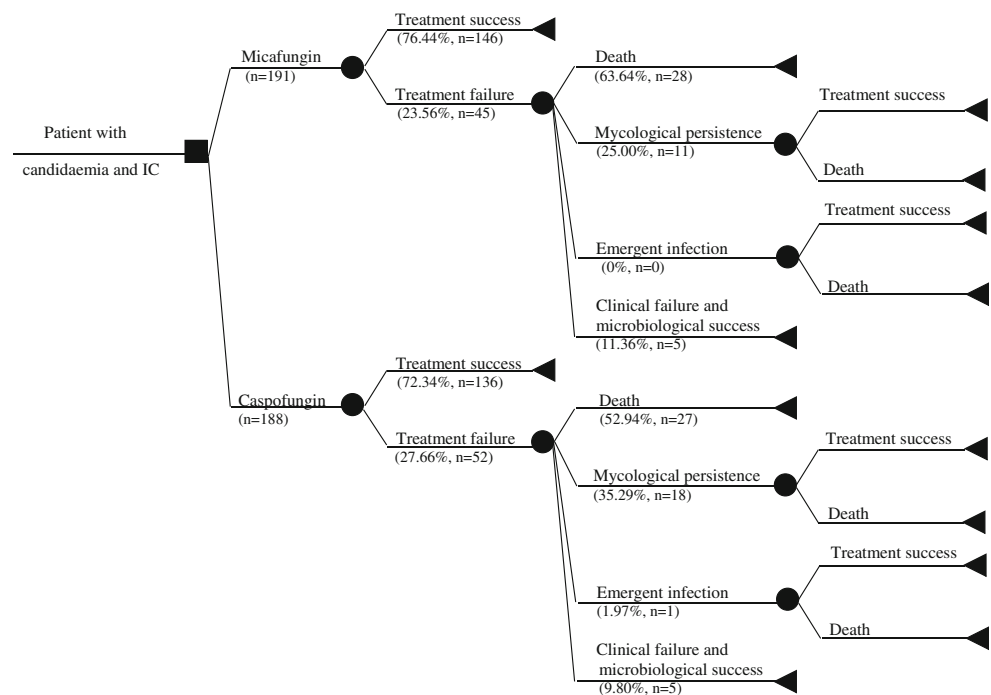 Patient with
candidaemia and IC
Micafungin
(n=191)
Treatment success
(76.44%, n=146)
Treatment failure
(23.56%, n=45)
Death
(63.64%, n=28)
Mycological persistence
(25.00%, n=11)
Treatment success
Death
Emergent infection
(0%, n=0)
Treatment success
Death
Clinical failure and
microbiological success
(11.36%, n=5)
Caspofungin
(n=188)
Treatment success
(72.34%, n=136)
Treatment failure
(27.66%, n=52)
Death
(52.94%, n=27)
Mycological persistence
(35.29%, n=18)
Treatment success
Death
Emergent infection
(1.97%, n=1)
Treatment success
Death
Clinical failure and
microbiological success
(9.80%, n=5)